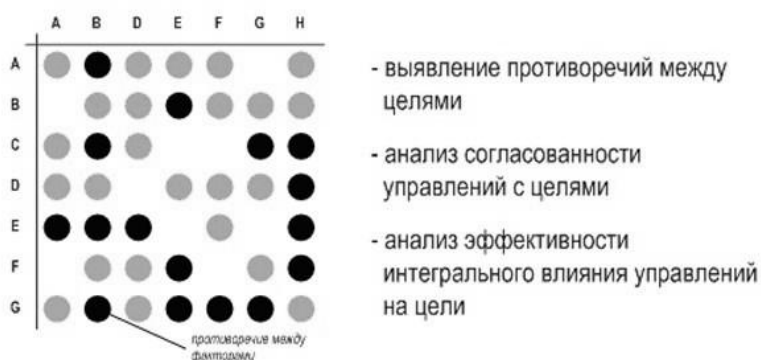 A B D E F G H
A
B
C
D
E
F
G
- выявление противоречий между
целями
- анализ согласованности
управлений с целями
- анализ эффективности
интегрального влияния управлений
на цели
противоречие между
факторами